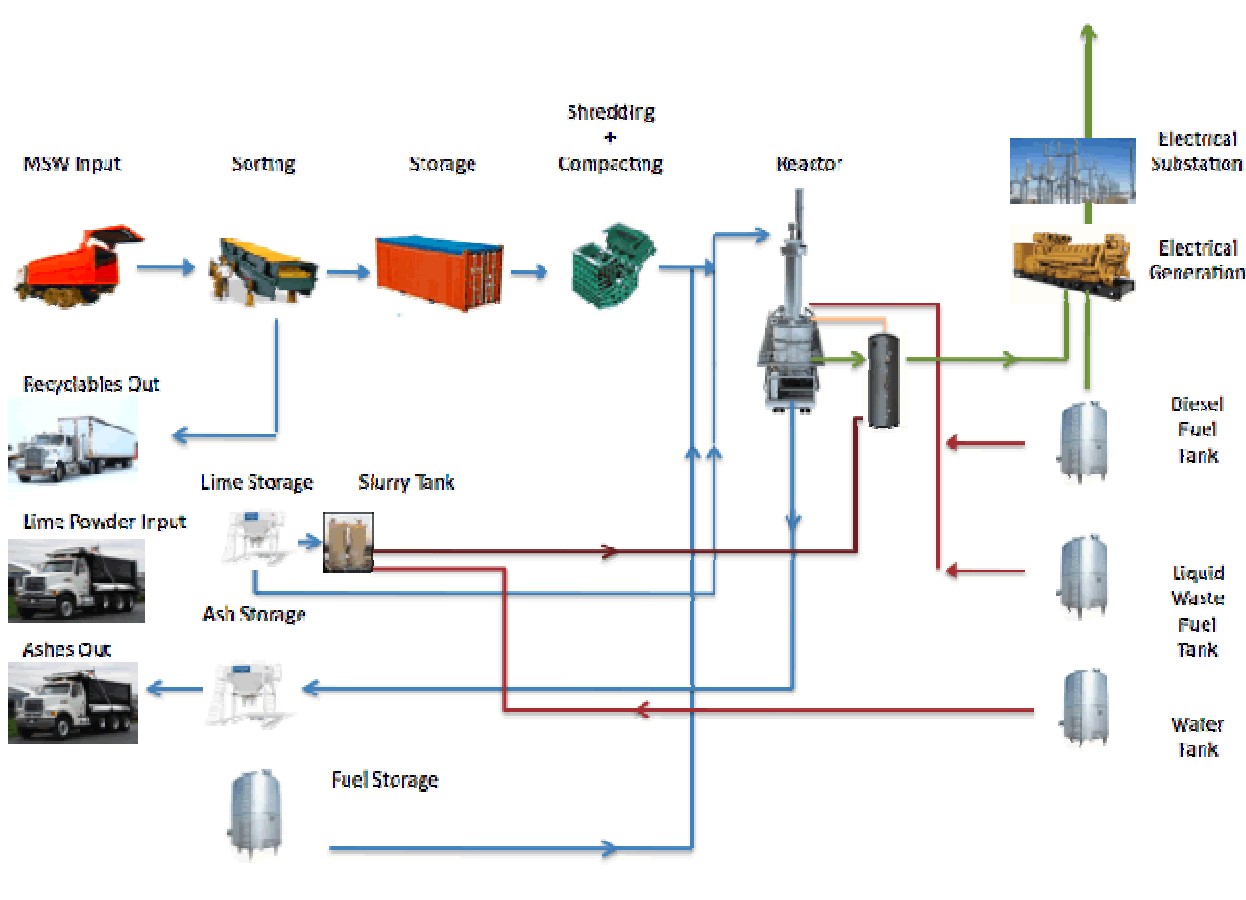 Shredding
+
Compacting
MSW Input
Sorting
Storage
Reactor
Electrical
Substation
Electrical
Generation
Recyclables Out
Diesel
Fuel
Tank
Lime Storage
Slurry Tank
Lime Powder Input
Liquid
Waste
Fuel
Tank
Ash Storage
Ashes Out
Water
Tank
Fuel Storage